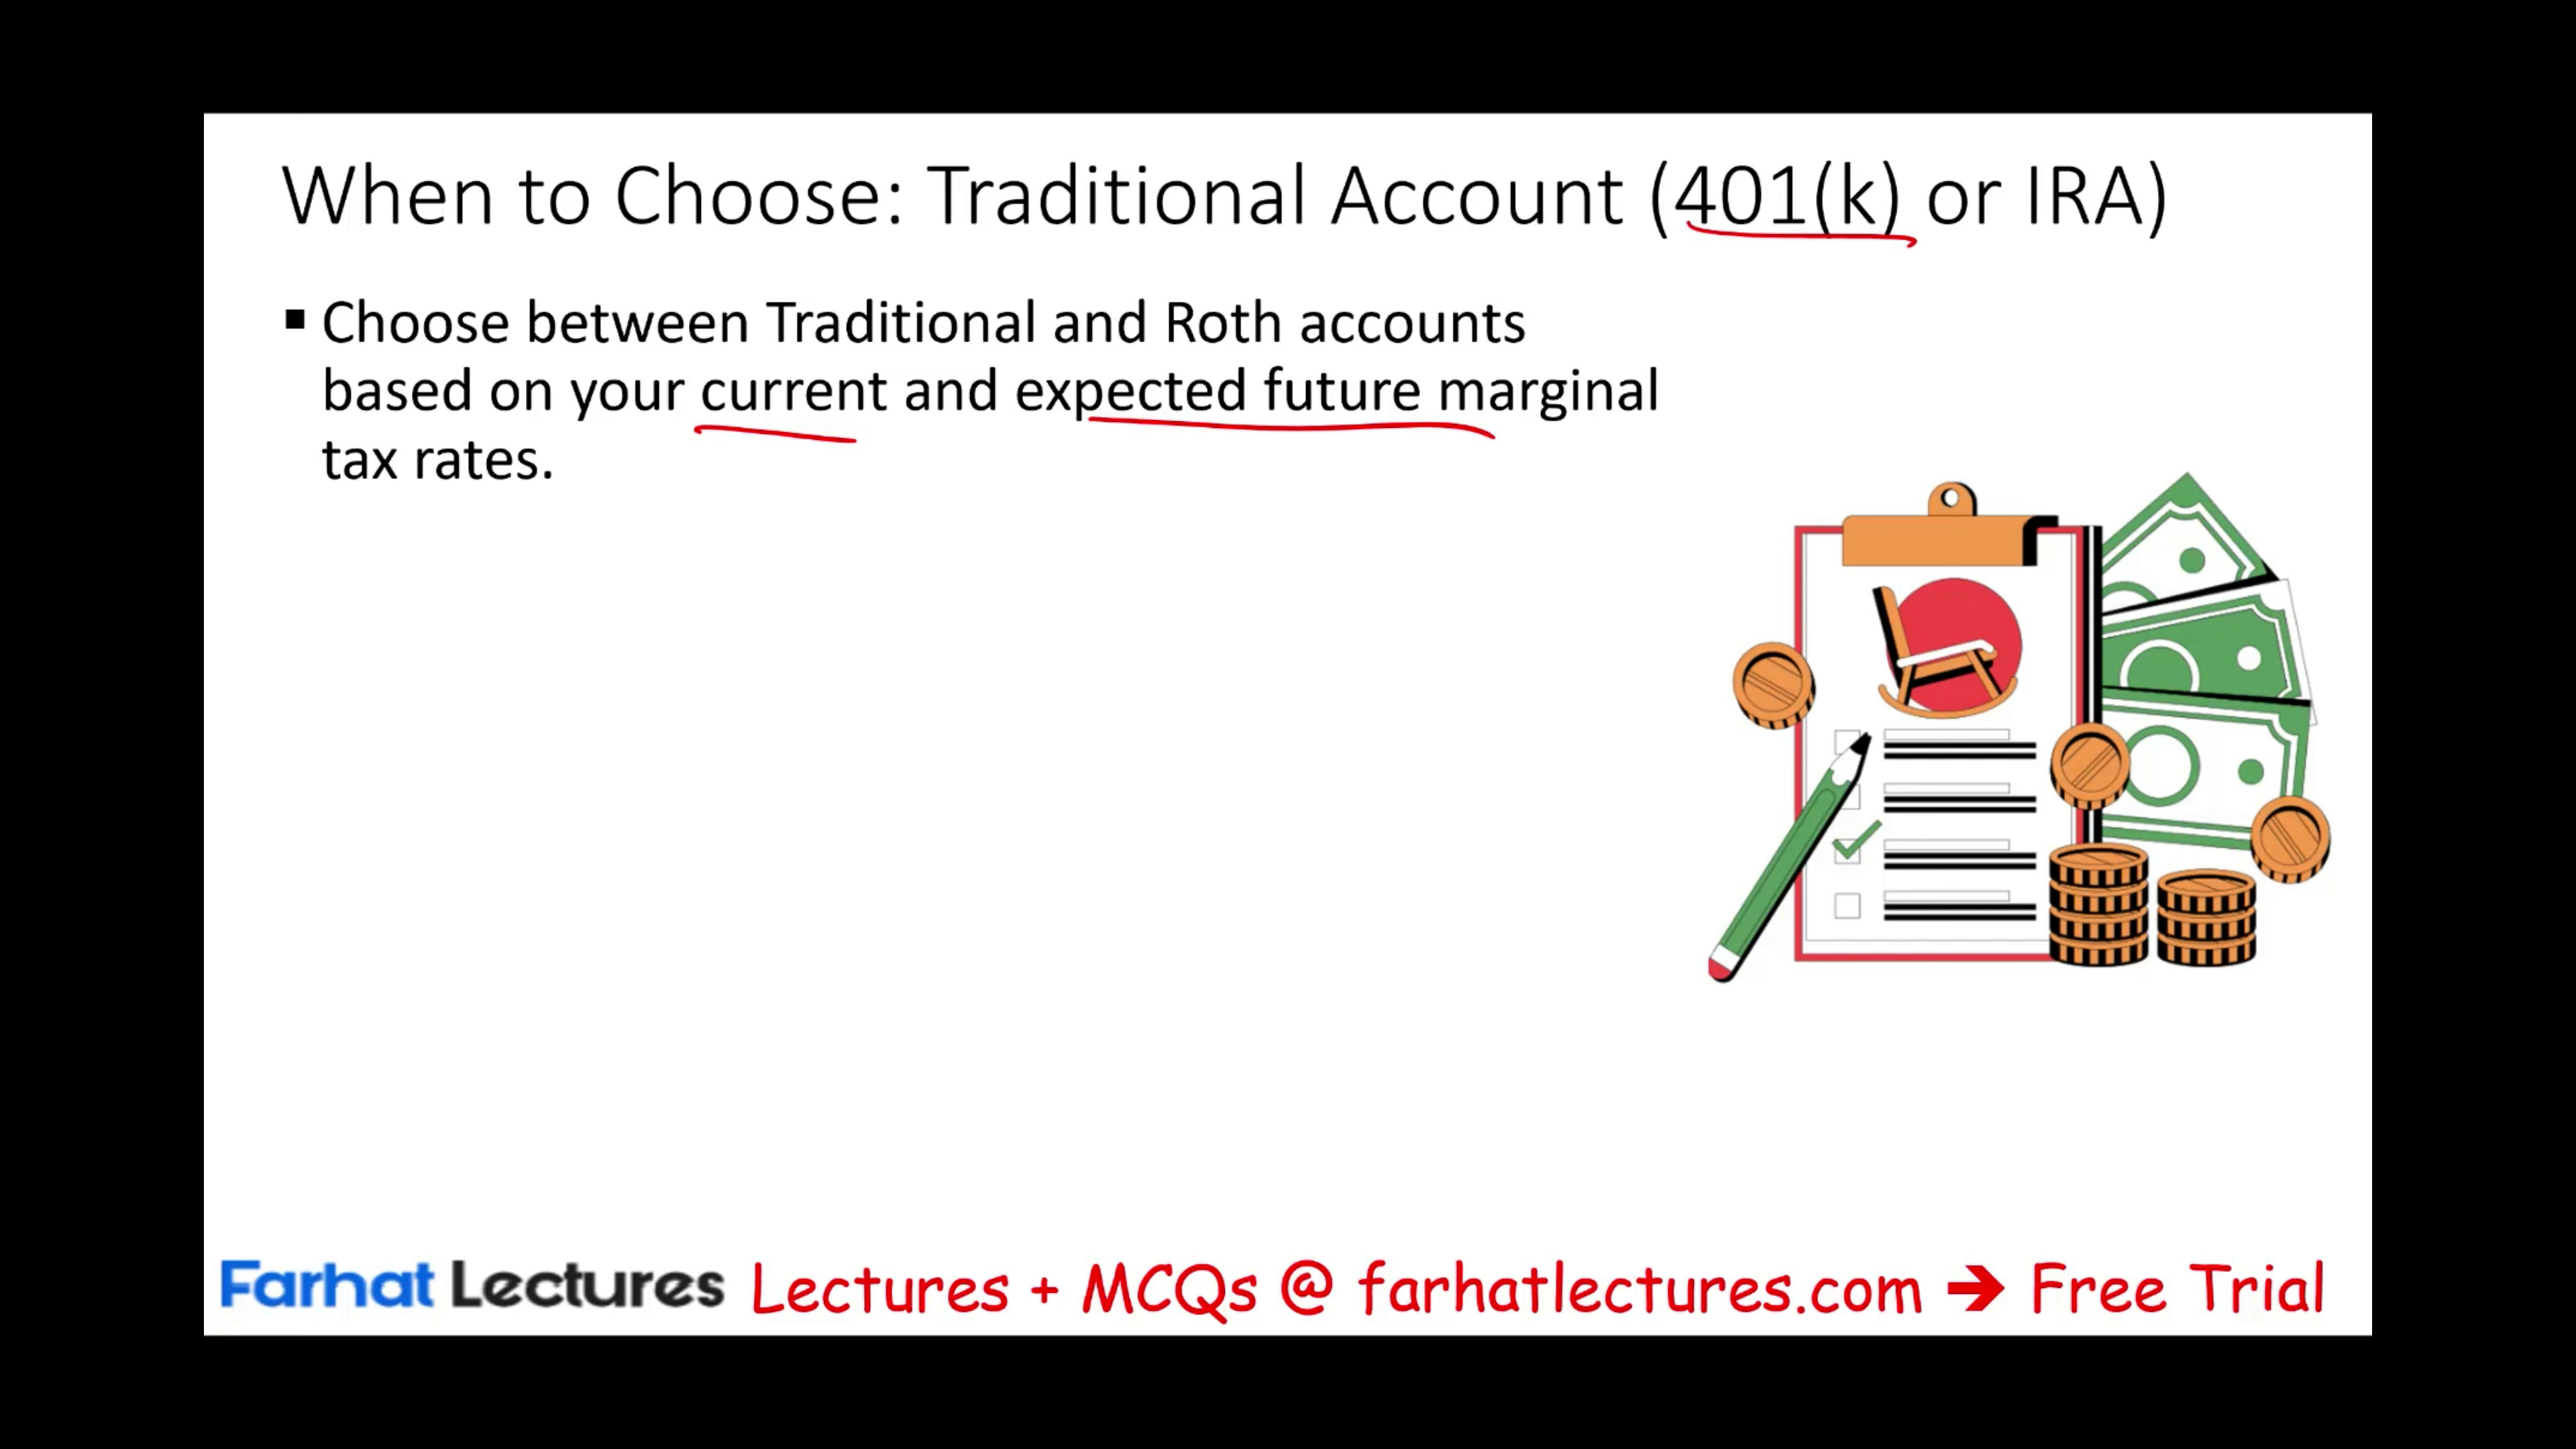 When to Choose: Traditional Account (401(k) or IRA)
▪ Choose between Traditional and Roth accounts
based on your current and expected future marginal
tax rates.
Farhat Lectures Lectures + MCQs @ farhatlectures.com ➔ Free Trial